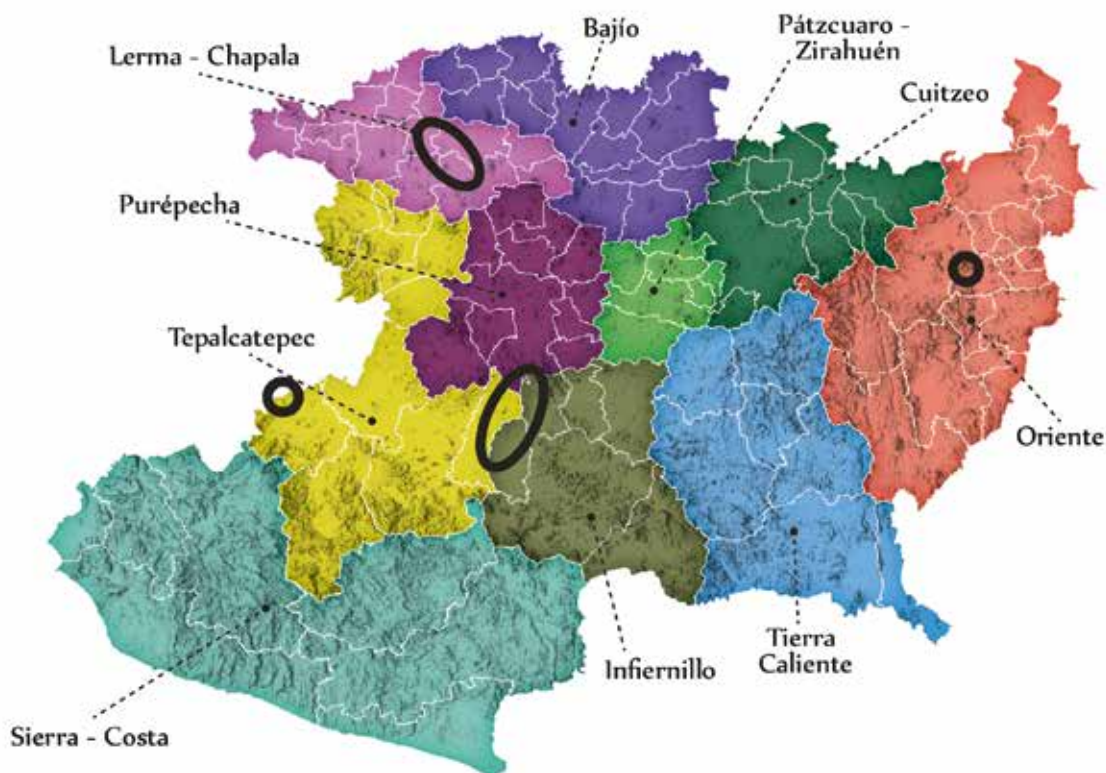 Lerma - Chapala
Bajío
Pátzcuaro -
Zirahuén
Cuitzeo
Purépecha
Tepalcatepec
Oriente
Tierra
Caliente
Infiernillo
Sierra - Costa